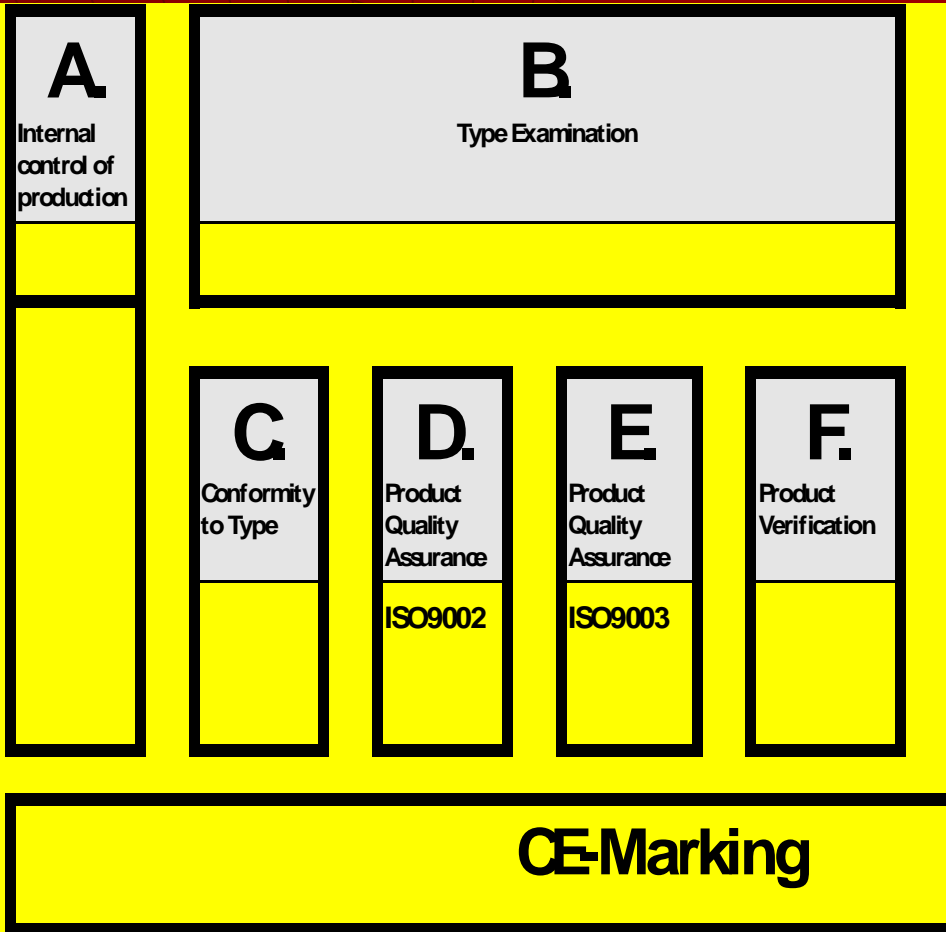 A.
Internal
control of
production
B.
Type Examination
C.
Conformity
to Type
D.
Product
Quality
Assurance
ISO9002
E.
Product
Quality
Assurance
ISO9003
F.
Product
Verification
CE-Marking